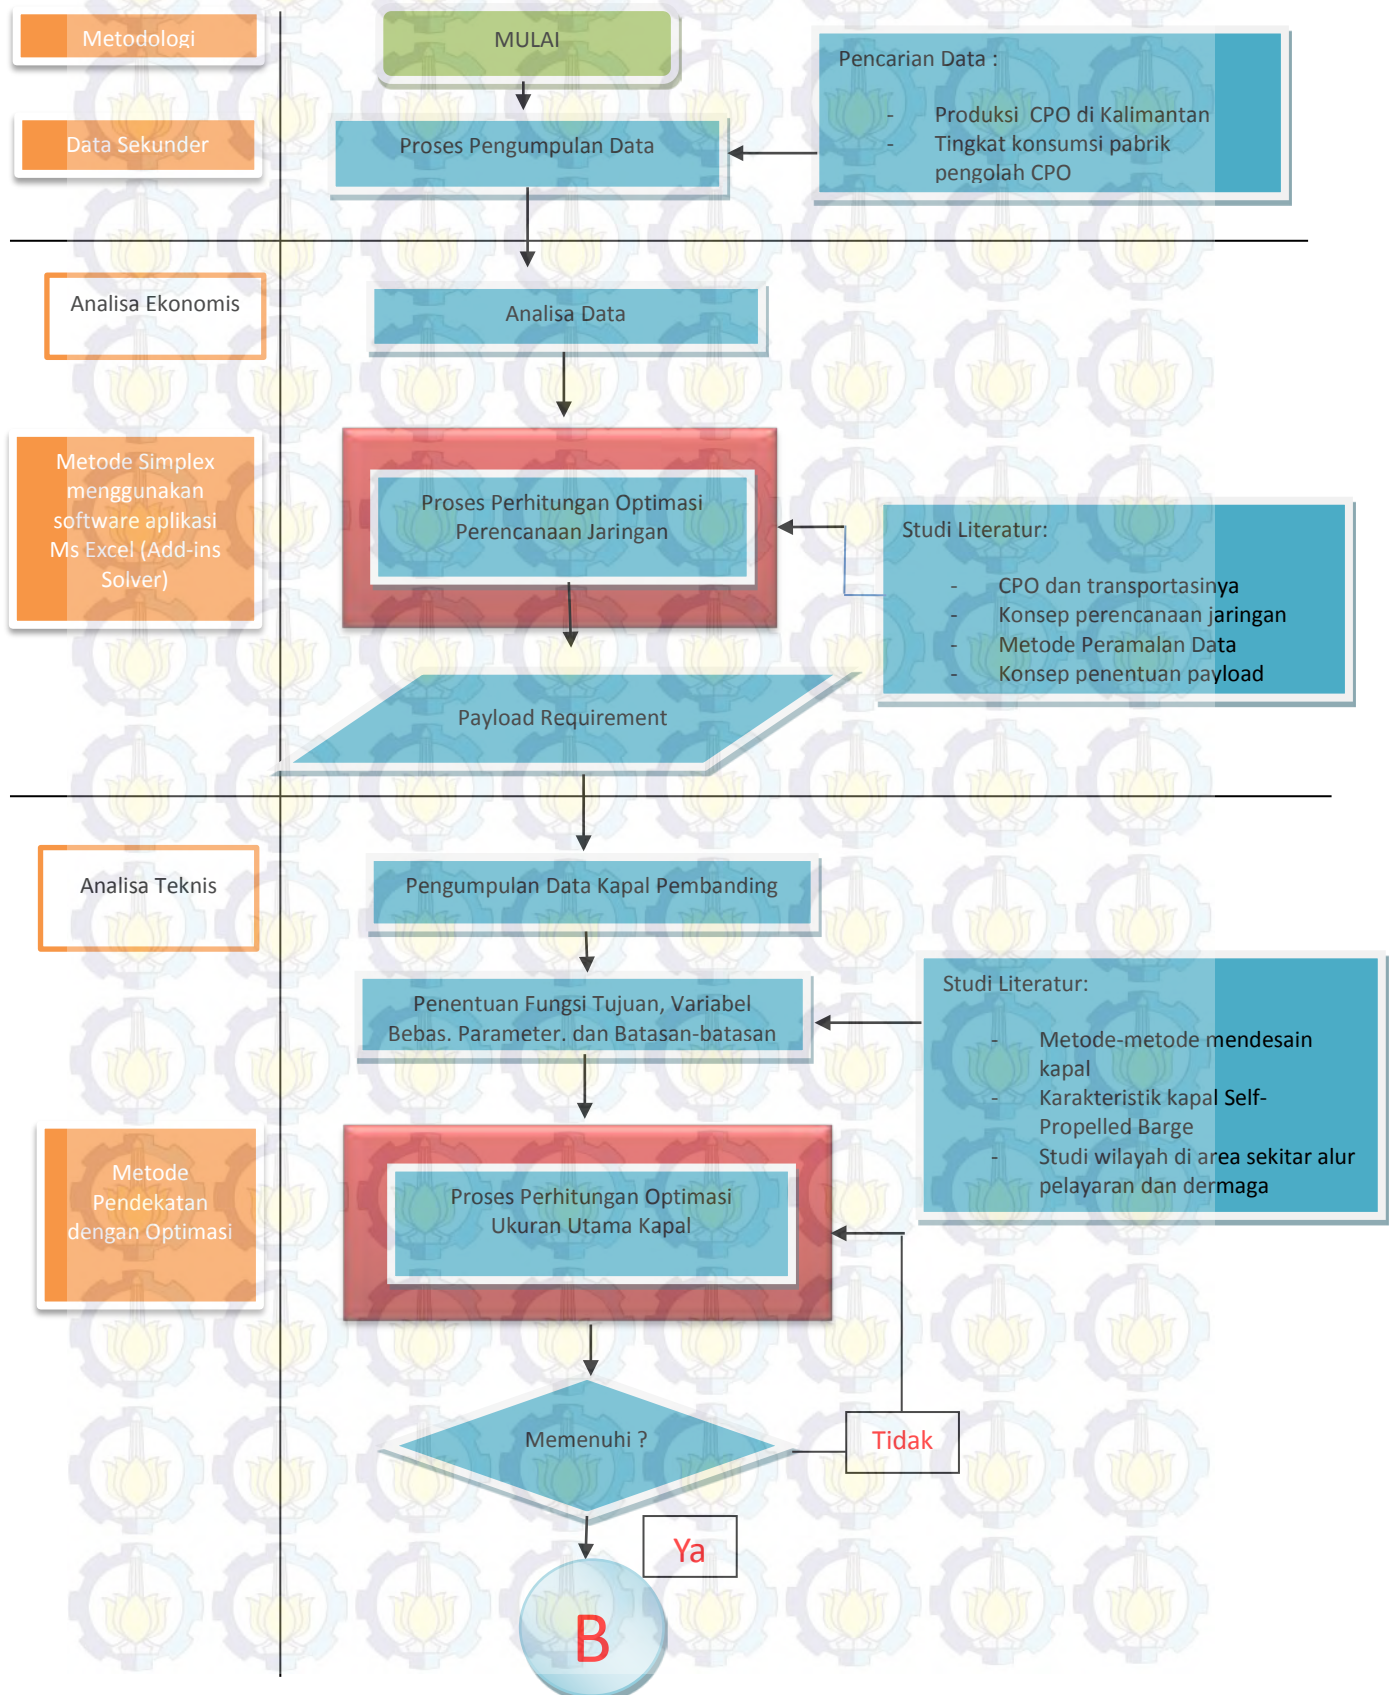 Metodologi
MULAI
Pencarian Data :
- Produksi CPO di Kalimantan
- Tingkat konsumsi pabrik
pengolah CPO
Data Sekunder
Proses Pengumpulan Data
Analisa Ekonomis
Analisa Data
Metode Simplex
menggunakan
software aplikasi
Ms Excel (Add-ins
Solver)
Proses Perhitungan Optimasi
Perencanaan Jaringan
Studi Literatur:
- CPO dan transportasinya
- Konsep perencanaan jaringan
- Metode Peramalan Data
- Konsep penentuan payload
Payload Requirement
Analisa Teknis
Pengumpulan Data Kapal Pembanding
Penentuan Fungsi Tujuan, Variabel
Bebas. Parameter. dan Batasan-batasan
Studi Literatur:
- Metode-metode mendesain
kapal
- Karakteristik kapal Self-
Propelled Barge
- Studi wilayah di area sekitar alur
pelayaran dan dermaga
Metode
Pendekatan
dengan Optimasi
Proses Perhitungan Optimasi
Ukuran Utama Kapal
Memenuhi ?
Tidak
Ya
B